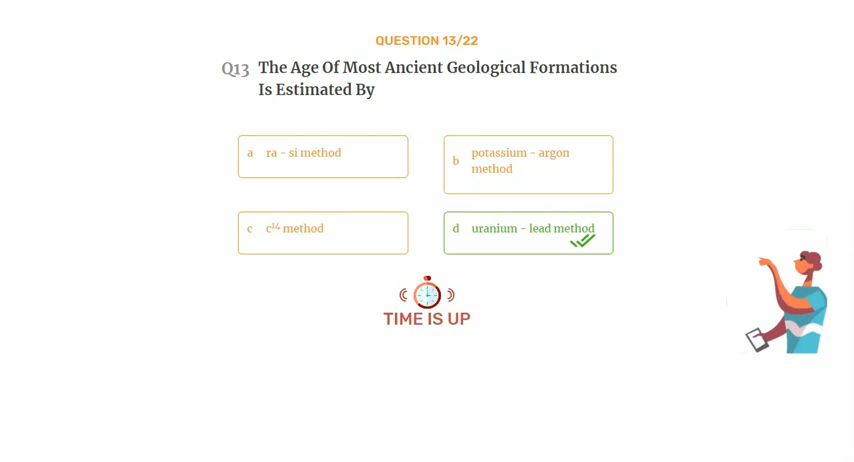 QUESTION 13/22
Q13 The Age Of Most Ancient Geological Formations
Is Estimated By
a ra - si method
b potassium - argon
method
c c¹⁴ method
d uranium - lead method
TIME IS UP